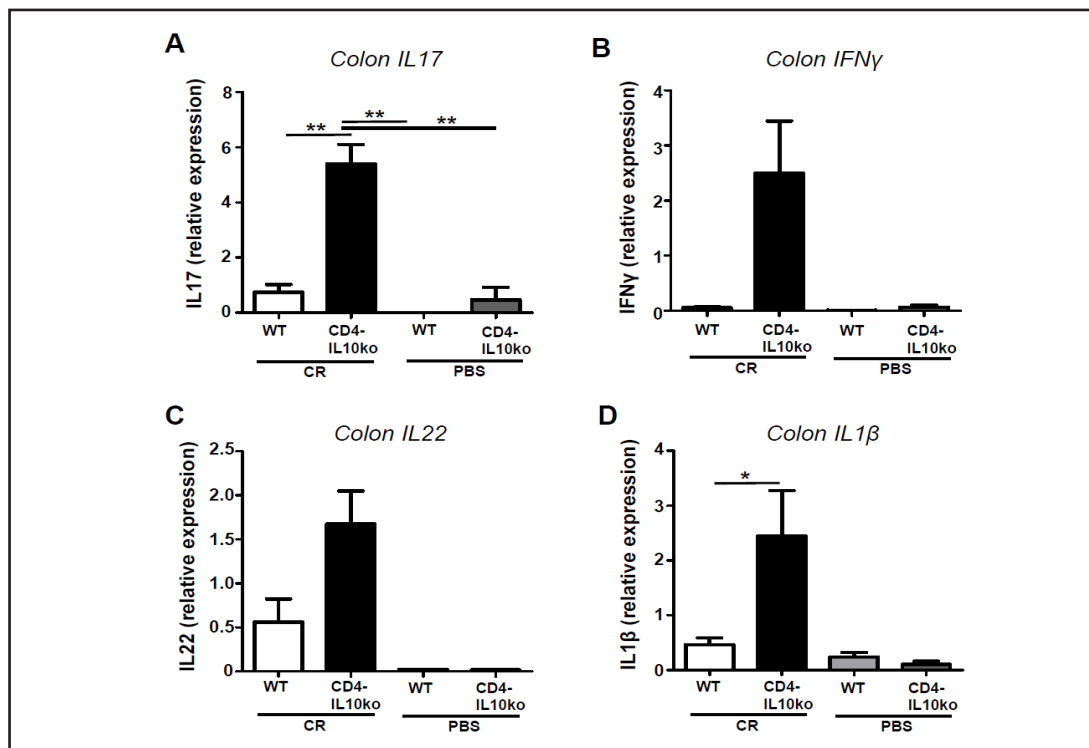 A
Colon IL17
IL17 (relative expression)
8
6
4
2
0
**
**
**
WT
CD4-
IL10ko
WT
CD4-
IL10ko
CR
PBS
B
Colon IFNγ
IFNγ (relative expression)
4
3
2
1
0
WT
CD4-
IL10ko
WT
CD4-
IL10ko
CR
PBS
C
Colon IL22
IL22 (relative expression)
2.5
2.0
1.5
1.0
0.5
0
WT
CD4-
IL10ko
WT
CD4-
IL10ko
CR
PBS
D
Colon IL1β
IL1β (relative expression)
4
3
2
1
0
*
WT
CD4-
IL10ko
WT
CD4-
IL10ko
CR
PBS